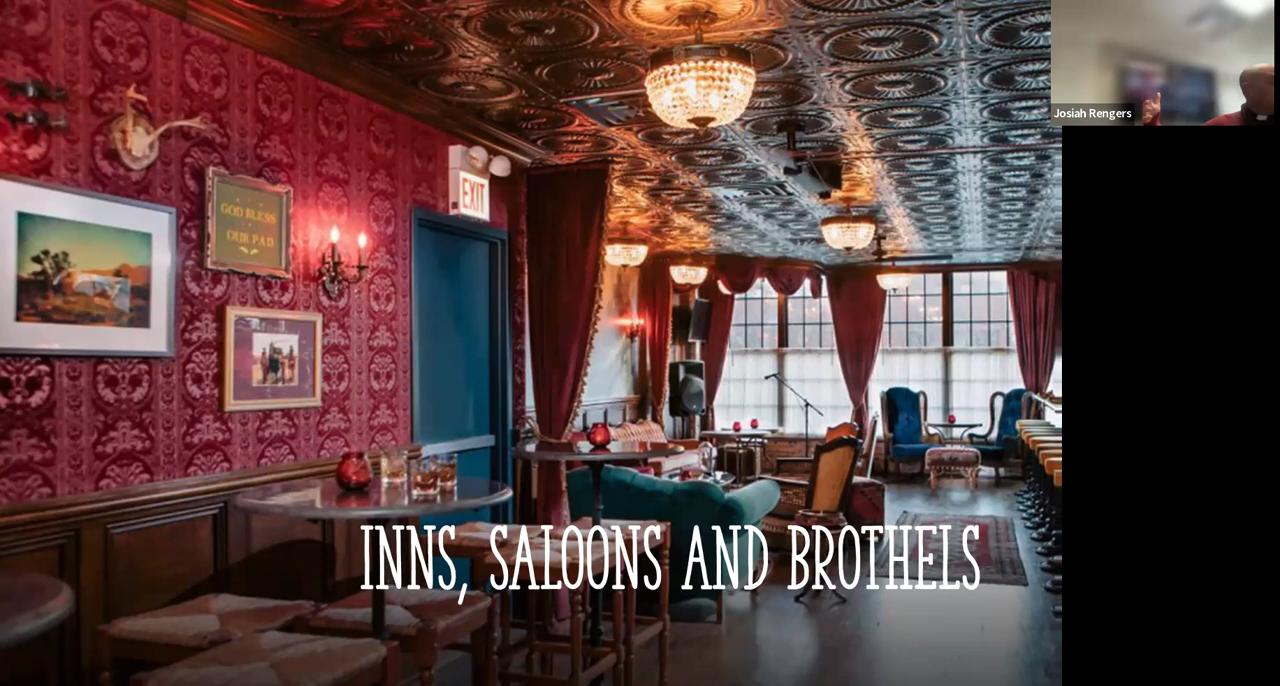 Josiah Rengers
EXIT
GOD BLESS
OUR PAD
INNS, SALOONS AND BROTHELS